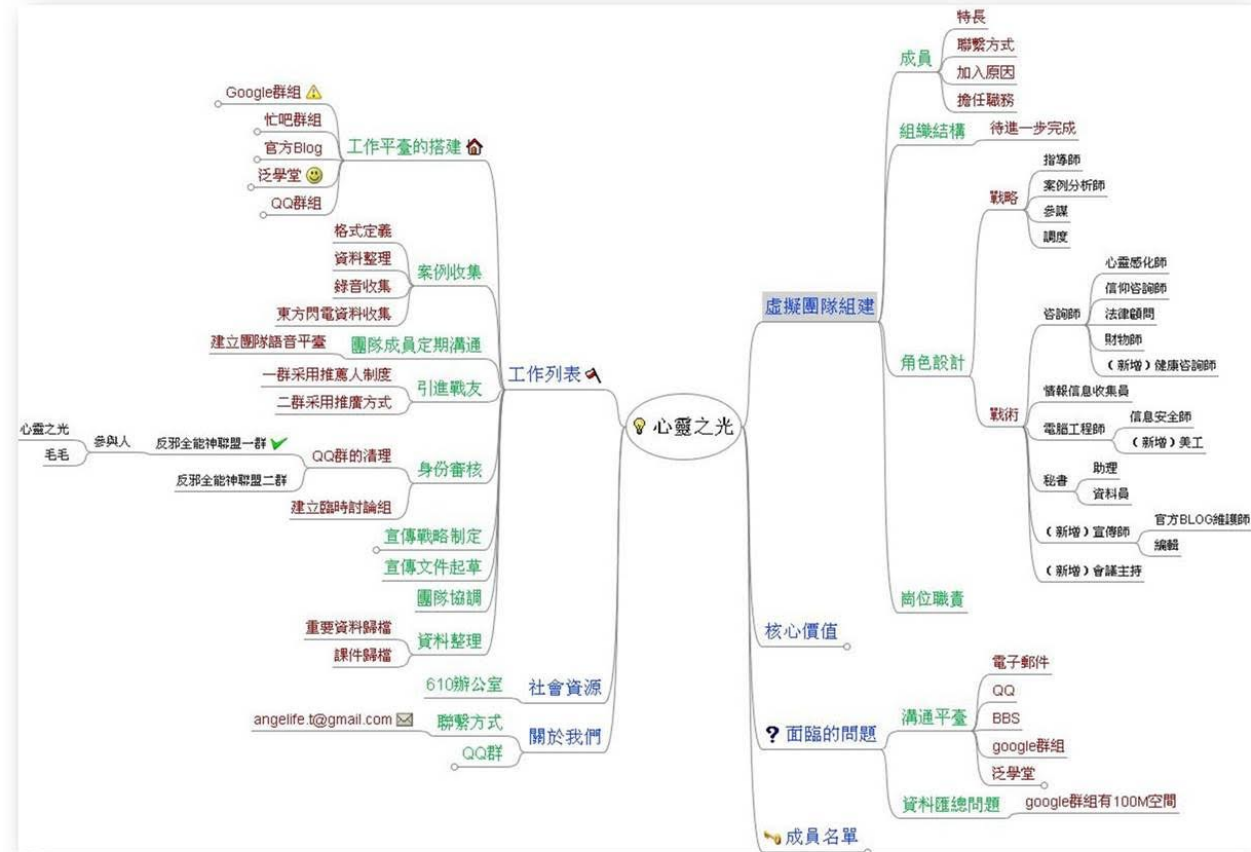 心靈之光
工作列表
工作平臺的搭建
Google群組
忙吧群組
官方Blog
泛學堂
QQ群組
案例收集
格式定義
資料整理
錄音收集
東方閃電資料收集
團隊成員定期溝通
建立團隊語音平臺
引進戰友
一群采用推薦人制度
二群采用推廣方式
身份審核
QQ群的清理
反邪全能神聯盟一群
參與人
心靈之光
毛毛
反邪全能神聯盟二群
建立臨時討論組
宣傳戰略制定
宣傳文件起草
團隊協調
資料整理
重要資料歸檔
課件歸檔
社會資源
610辦公室
關於我們
聯繫方式
angelife.t@gmail.com
QQ群
虛擬團隊組建
成員
特長
聯繫方式
加入原因
擔任職務
組織結構
待進一步完成
角色設計
戰略
指導師
案例分析師
參謀
調度
戰術
咨詢師
心靈感化師
信仰咨詢師
法律顧問
財物師
（新增）健康咨詢師
情報信息收集員
電腦工程師
信息安全師
（新增）美工
秘書
助理
資料員
（新增）宣傳師
官方BLOG維護師
編輯
（新增）會議主持
崗位職責
核心價值
? 面臨的問題
溝通平臺
電子郵件
QQ
BBS
google群組
泛學堂
資料匯總問題
google群組有100M空間
成員名單